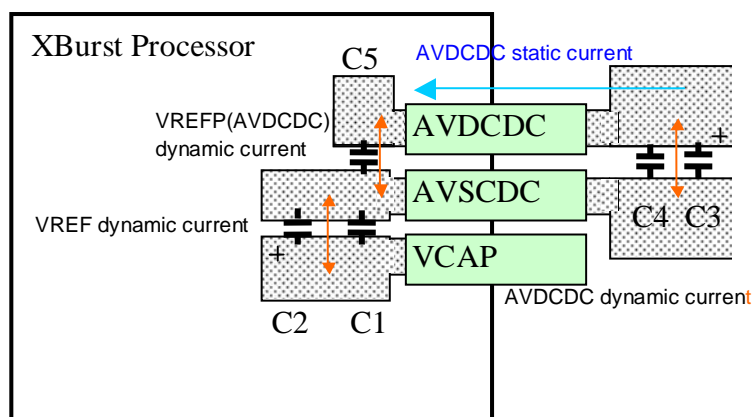 XBurst Processor
C5
AVDCDC static current
VREFP(AVDCDC)
dynamic current
AVDCDC
+
AVSCDC
C4
C3
VREF dynamic current
+
VCAP
AVDCDC dynamic current
C2
C1